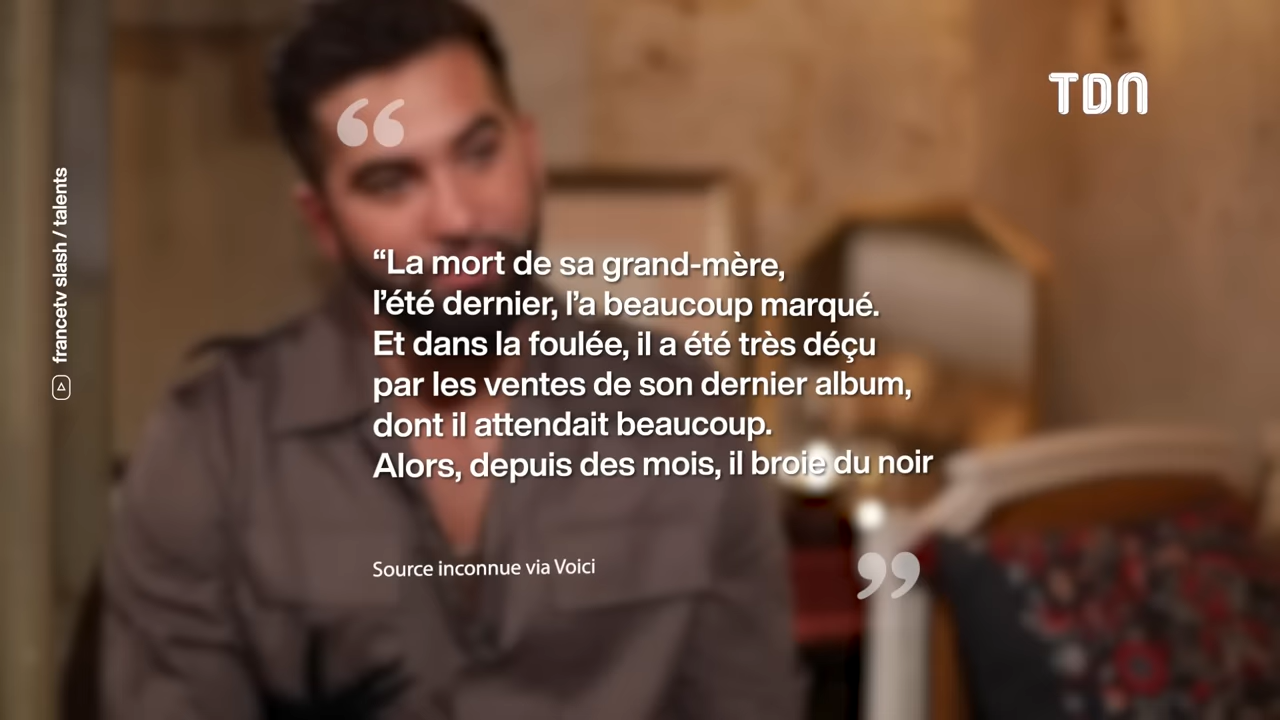 TDN
francetv slash / talents
“
“La mort de sa grand-mère,
l’été dernier, l’a beaucoup marqué.
Et dans la foulée, il a été très déçu
par les ventes de son dernier album,
dont il attendait beaucoup.
Alors, depuis des mois, il broie du noir
Source inconnue via Voici
”